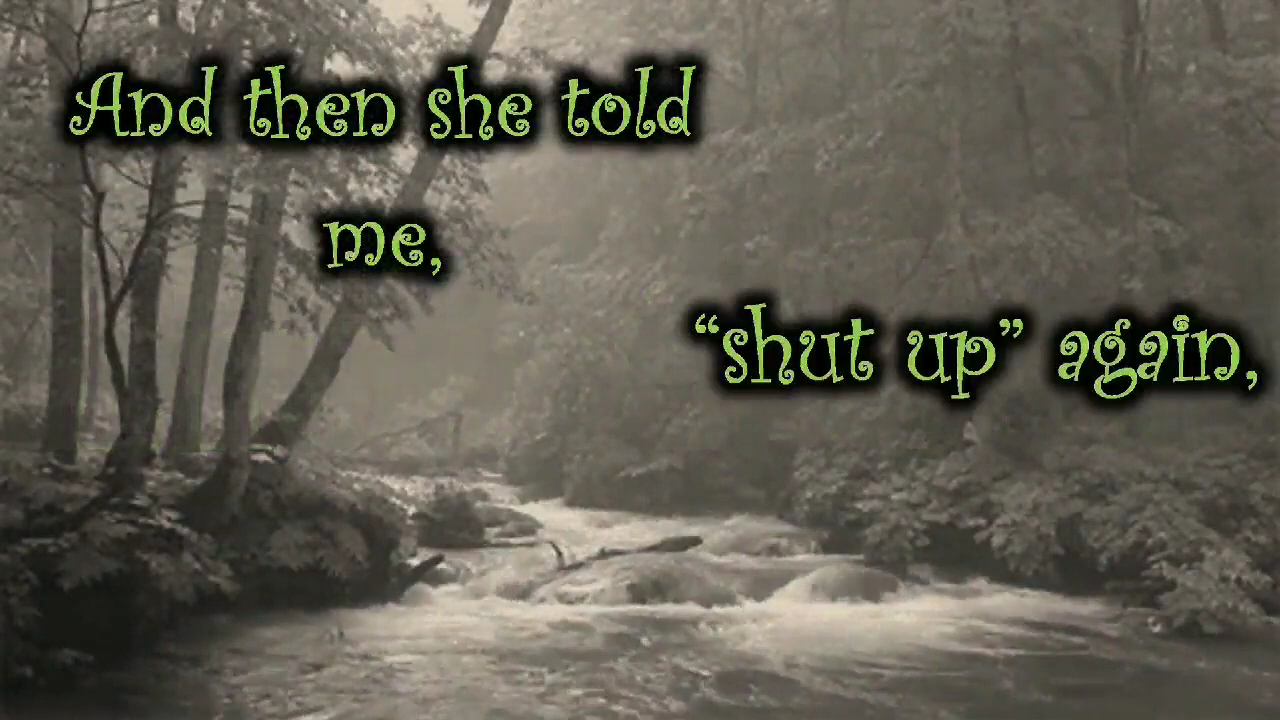 And then she told
me,
“shut up” again,